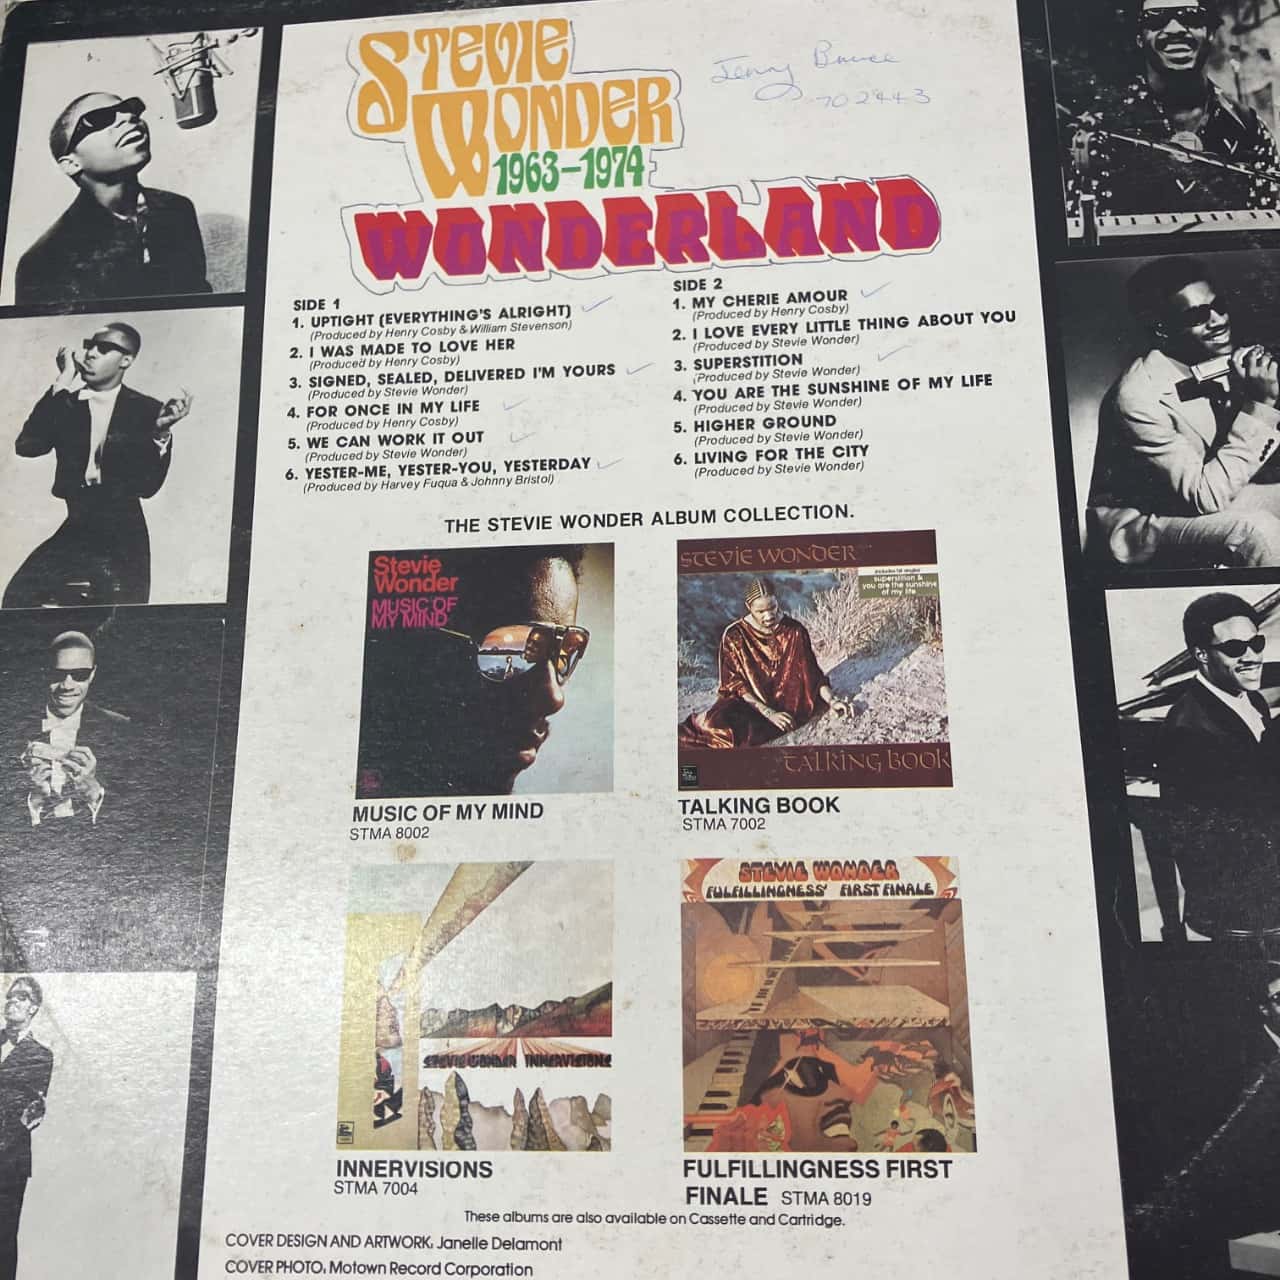 STEVIE
WONDER
1963-1974
WONDERLAND
Jenny Bruce
702443
SIDE 1
1. UPTIGHT (EVERYTHING'S ALRIGHT)
(Produced by Henry Cosby & William Stevenson)
2. I WAS MADE TO LOVE HER
(Produced by Henry Cosby)
3. SIGNED, SEALED, DELIVERED I'M YOURS
(Produced by Stevie Wonder)
4. FOR ONCE IN MY LIFE
(Produced by Henry Cosby)
5. WE CAN WORK IT OUT
(Produced by Stevie Wonder)
6. YESTER-ME, YESTER-YOU, YESTERDAY
(Produced by Harvey Fuqua & Johnny Bristol)
SIDE 2
1. MY CHERIE AMOUR
(Produced by Henry Cosby)
2. I LOVE EVERY LITTLE THING ABOUT YOU
(Produced by Stevie Wonder)
3. SUPERSTITION
(Produced by Stevie Wonder)
4. YOU ARE THE SUNSHINE OF MY LIFE
(Produced by Stevie Wonder)
5. HIGHER GROUND
(Produced by Stevie Wonder)
6. LIVING FOR THE CITY
(Produced by Stevie Wonder)
THE STEVIE WONDER ALBUM COLLECTION.
Stevie
Wonder
MUSIC OF
MY MIND
MUSIC OF MY MIND
STMA 8002
STEVIE WONDER
includes hit singles
superstition &
you are the sunshine
of my life
TALKING BOOK
TALKING BOOK
STMA 7002
STEVIE WONDER INNERVISIONS
INNERVISIONS
STMA 7004
STEVIE WONDER
FULFILLINGNESS' FIRST FINALE
FULFILLINGNESS FIRST
FINALE STMA 8019
These albums are also available on Cassette and Cartridge.
COVER DESIGN AND ARTWORK, Janelle Delamont
COVER PHOTO, Motown Record Corporation